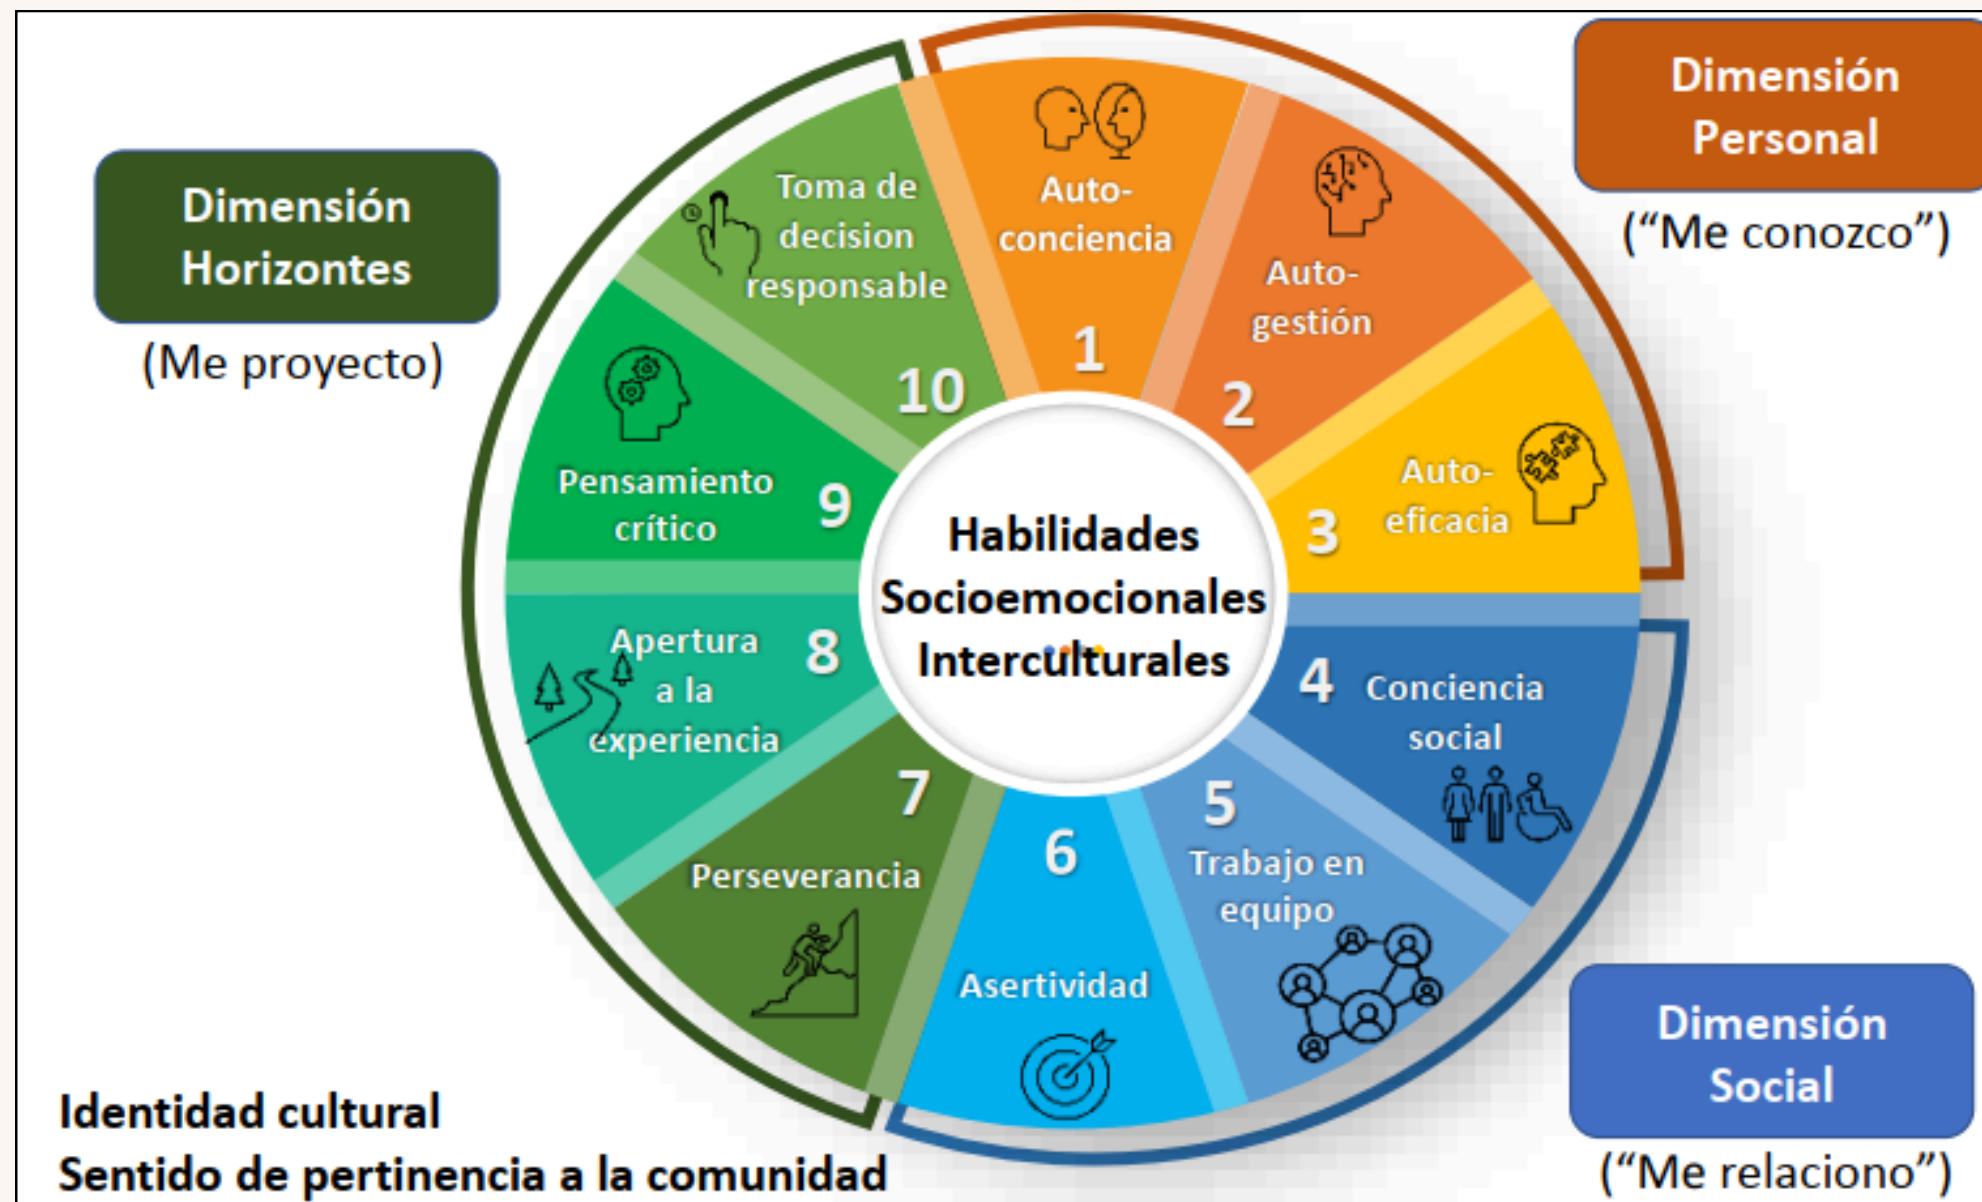 Dimensión
Personal
("Me conozco")
Dimensión
Horizontes
(Me proyecto)
Auto-
conciencia
1
Auto-
gestión
2
Auto-
eficacia
3
4
Conciencia
social
5
Trabajo en
equipo
6
Asertividad
7
Perseverancia
8
Apertura
a la
experiencia
9
Pensamiento
crítico
Toma de
decision
responsable
10
Habilidades
Socioemocionales
Interculturales
Dimensión
Social
("Me relaciono")
Identidad cultural
Sentido de pertinencia a la comunidad